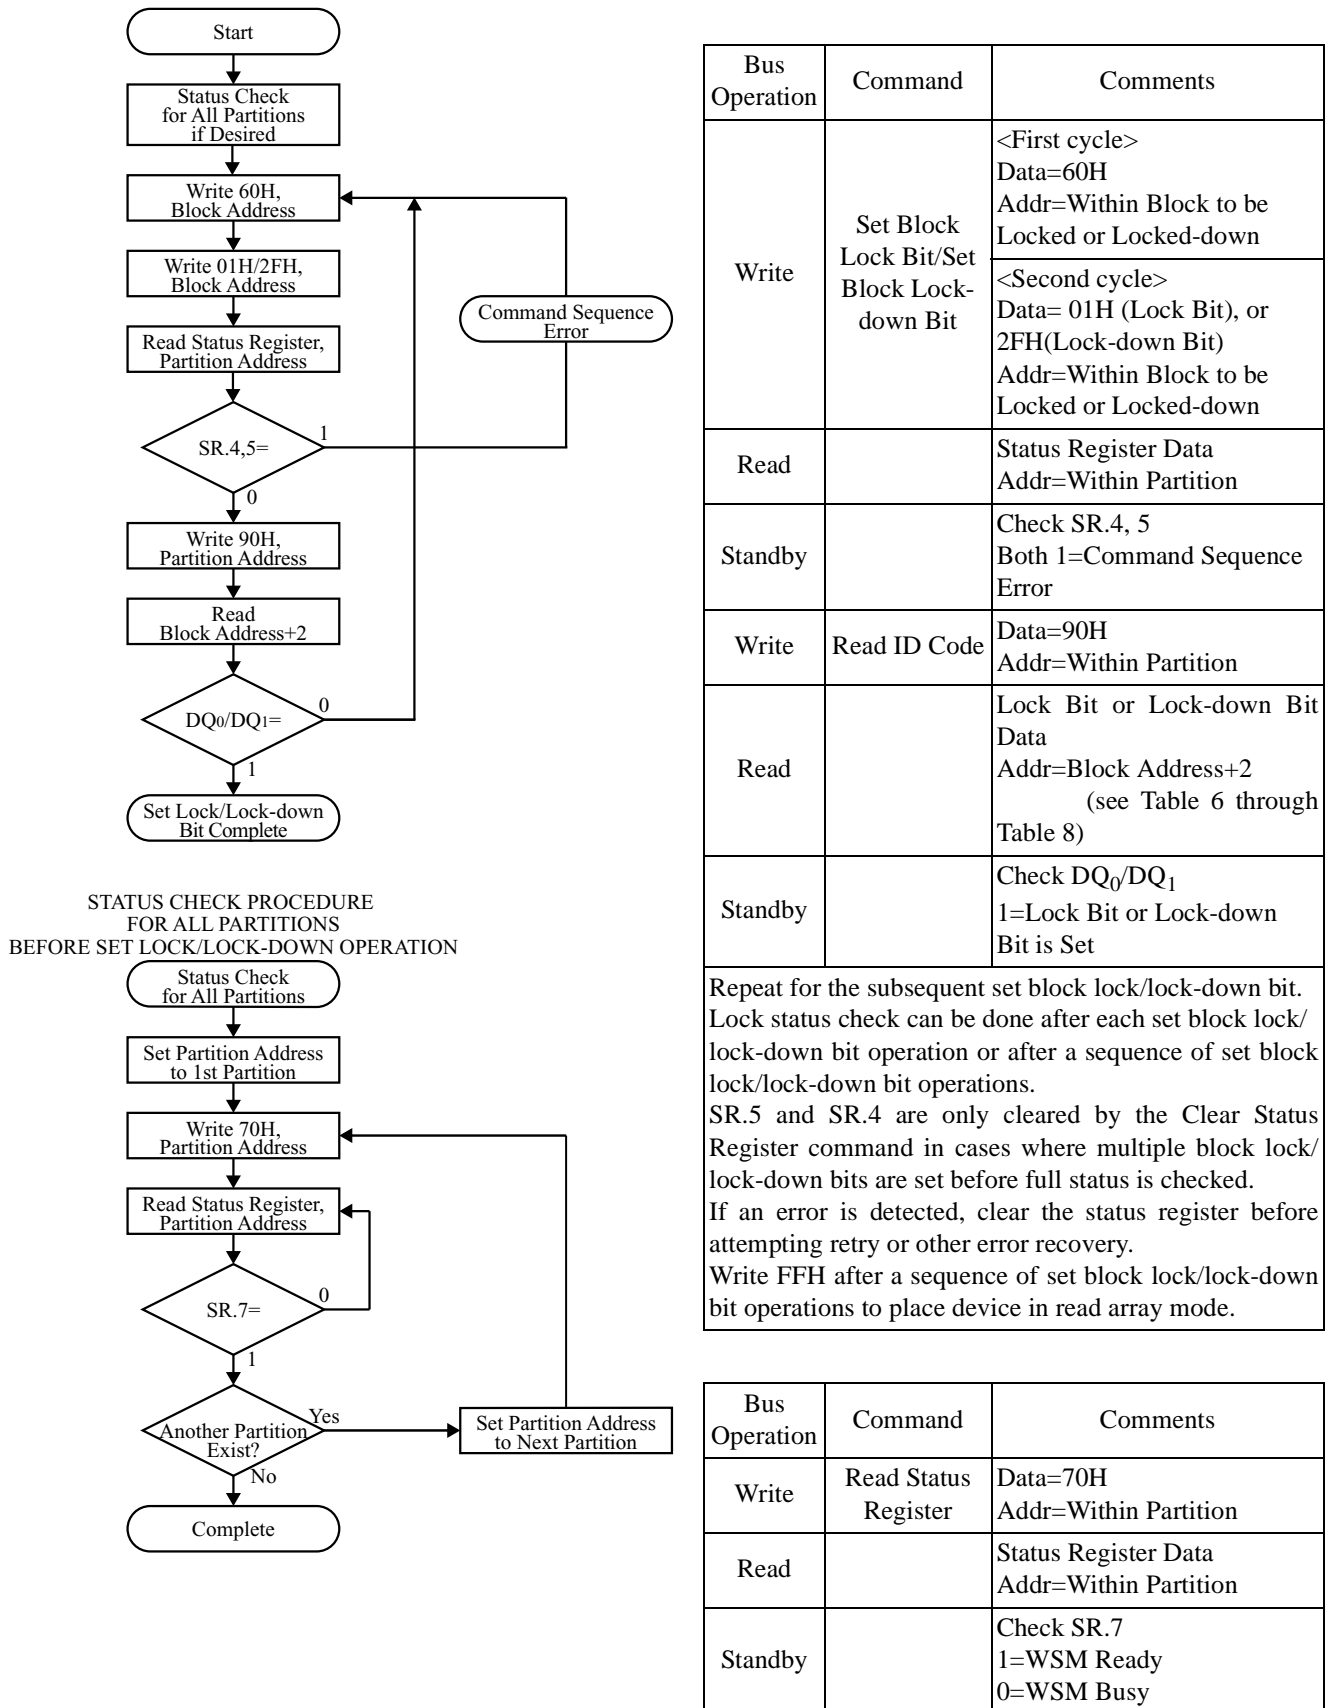 Start
Status Check
for All Partitions
if Desired
Write 60H,
Block Address
Write 01H/2FH,
Block Address
Read Status Register,
Partition Address
Command Sequence
Error
SR.4,5=
1
0
Write 90H,
Partition Address
Read
Block Address+2
DQ0/DQ1=
0
1
Set Lock/Lock-down
Bit Complete
STATUS CHECK PROCEDURE
FOR ALL PARTITIONS
BEFORE SET LOCK/LOCK-DOWN OPERATION
Status Check
for All Partitions
Set Partition Address
to 1st Partition
Write 70H,
Partition Address
Read Status Register,
Partition Address
SR.7=
0
1
Another Partition
Exist?
Yes
No
Set Partition Address
to Next Partition
Complete
Bus
Operation
Command
Comments
Write
Set Block
Lock Bit/Set
Block Lock-
down Bit
<First cycle>
Data=60H
Addr=Within Block to be
Locked or Locked-down
<Second cycle>
Data= 01H (Lock Bit), or
2FH(Lock-down Bit)
Addr=Within Block to be
Locked or Locked-down
Read
Status Register Data
Addr=Within Partition
Standby
Check SR.4, 5
Both 1=Command Sequence
Error
Write
Read ID Code
Data=90H
Addr=Within Partition
Read
Lock Bit or Lock-down Bit
Data
Addr=Block Address+2
(see Table 6 through
Table 8)
Standby
Check DQ0/DQ1
1=Lock Bit or Lock-down
Bit is Set
Repeat for the subsequent set block lock/lock-down bit.
Lock status check can be done after each set block lock/
lock-down bit operation or after a sequence of set block
lock/lock-down bit operations.
SR.5 and SR.4 are only cleared by the Clear Status
Register command in cases where multiple block lock/
lock-down bits are set before full status is checked.
If an error is detected, clear the status register before
attempting retry or other error recovery.
Write FFH after a sequence of set block lock/lock-down
bit operations to place device in read array mode.
Bus
Operation
Command
Comments
Write
Read Status
Register
Data=70H
Addr=Within Partition
Read
Status Register Data
Addr=Within Partition
Standby
Check SR.7
1=WSM Ready
0=WSM Busy